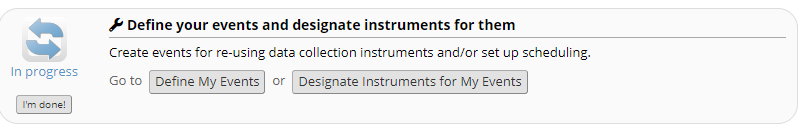 Define your events and designate instruments for them
Create events for re-using data collection instruments and/or set up scheduling.
In progress
Go to Define My Events or Designate Instruments for My Events
I'm done!